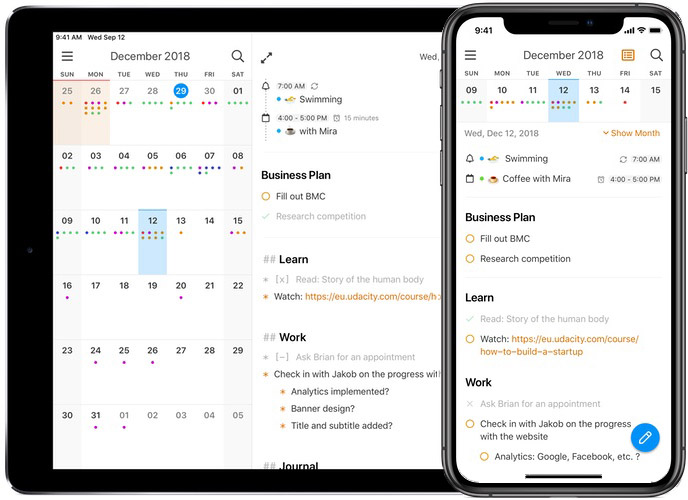 9:41 AM Wed Sep 12
December 2018
SUN MON TUE WED THU FRI SAT
25 26 27 28 29 30 01
02 03 04 05 06 07 08
09 10 11 12 13 14 15
16 17 18 19 20 21 22
23 24 25 26 27 28 29
30 31 01 02 03 04 05
Wed,
7:00 AM
Swimming
4:00 - 5:00 PM 15 minutes
with Mira
Business Plan
Fill out BMC
Research competition
## Learn
* [x] Read: Story of the human body
* Watch: https://eu.udacity.com/course/h
## Work
* [–] Ask Brian for an appointment
* Check in with Jakob on the progress wit
* Analytics implemented?
* Banner design?
* Title and subtitle added?
## Journal
9:41
December 2018
SUN MON TUE WED THU FRI SAT
09 10 11 12 13 14 15
Wed, Dec 12, 2018 Show Month
Swimming 7:00 AM
Coffee with Mira 4:00 - 5:00 PM
Business Plan
Fill out BMC
Research competition
Learn
Read: Story of the human body
Watch: https://eu.udacity.com/course/
how-to-build-a-startup
Work
Ask Brian for an appointment
Check in with Jakob on the progress
with the website
Analytics: Google, Facebook, etc. ?